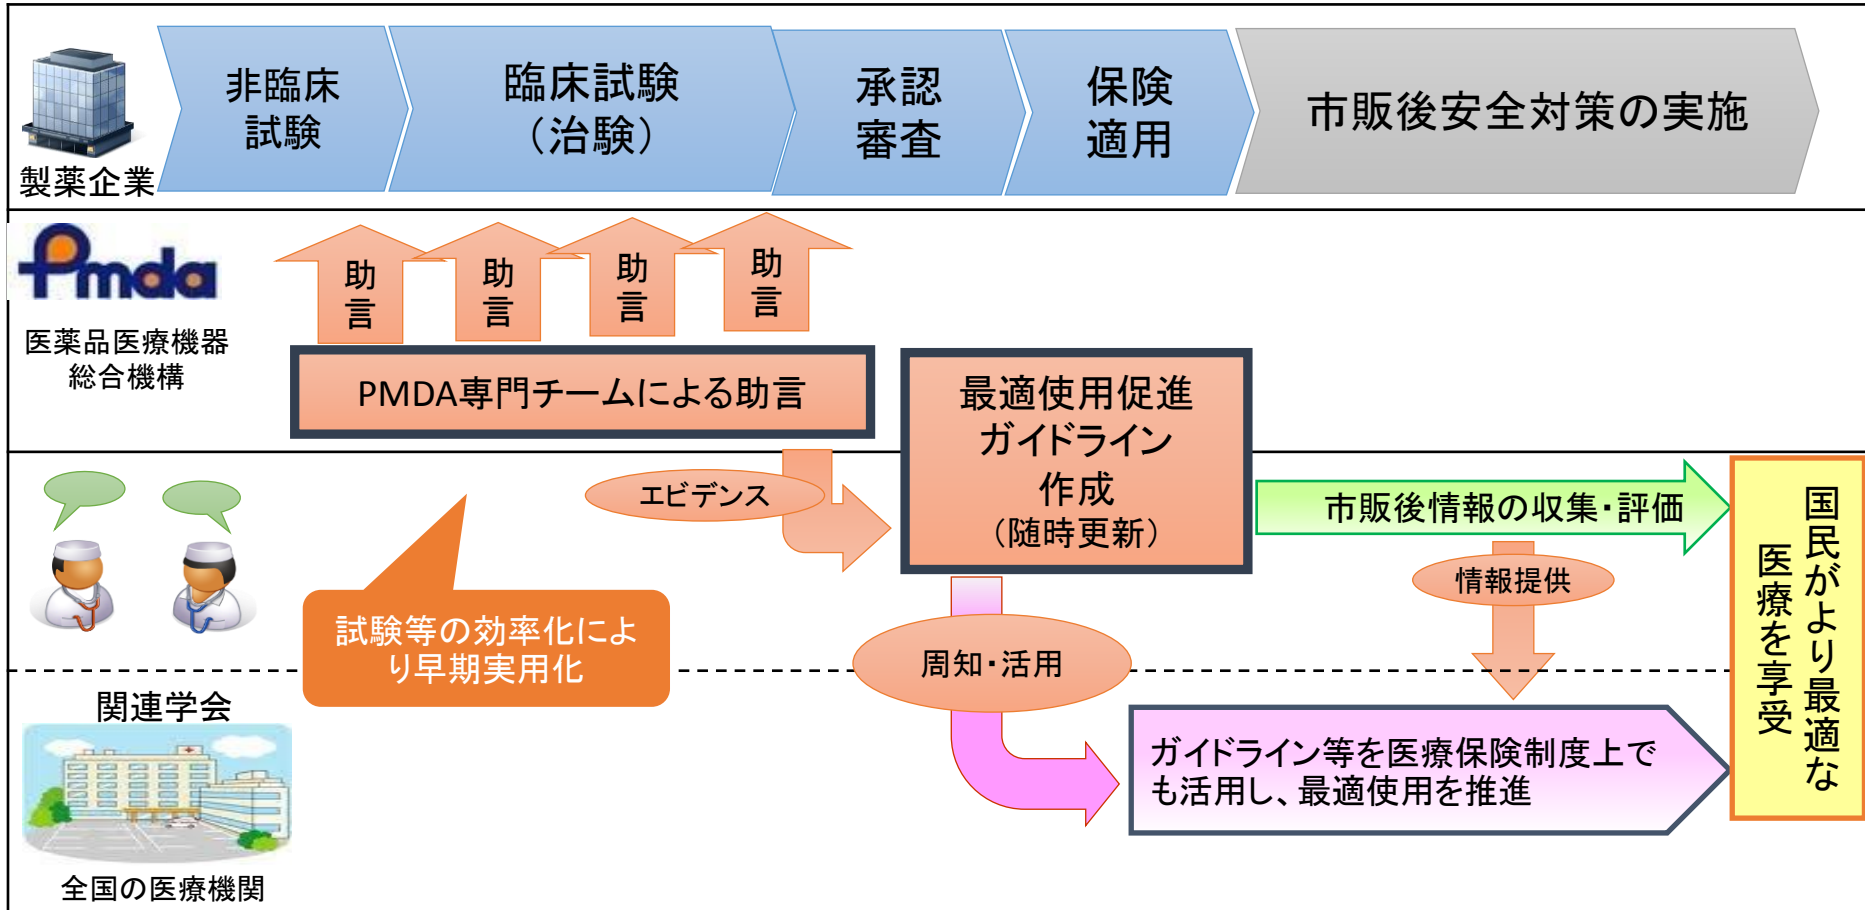 非臨床
試験
臨床試験
（治験）
承認
審査
保険
適用
市販後安全対策の実施
製薬企業
Pmda
医薬品医療機器
総合機構
助言
助言
助言
助言
PMDA専門チームによる助言
最適使用促進
ガイドライン
作成
（随時更新）
エビデンス
市販後情報の収集・評価
情報提供
国民がより最適な
医療を享受
試験等の効率化によ
り早期実用化
周知・活用
関連学会
ガイドライン等を医療保険制度上で
も活用し、最適使用を推進
全国の医療機関